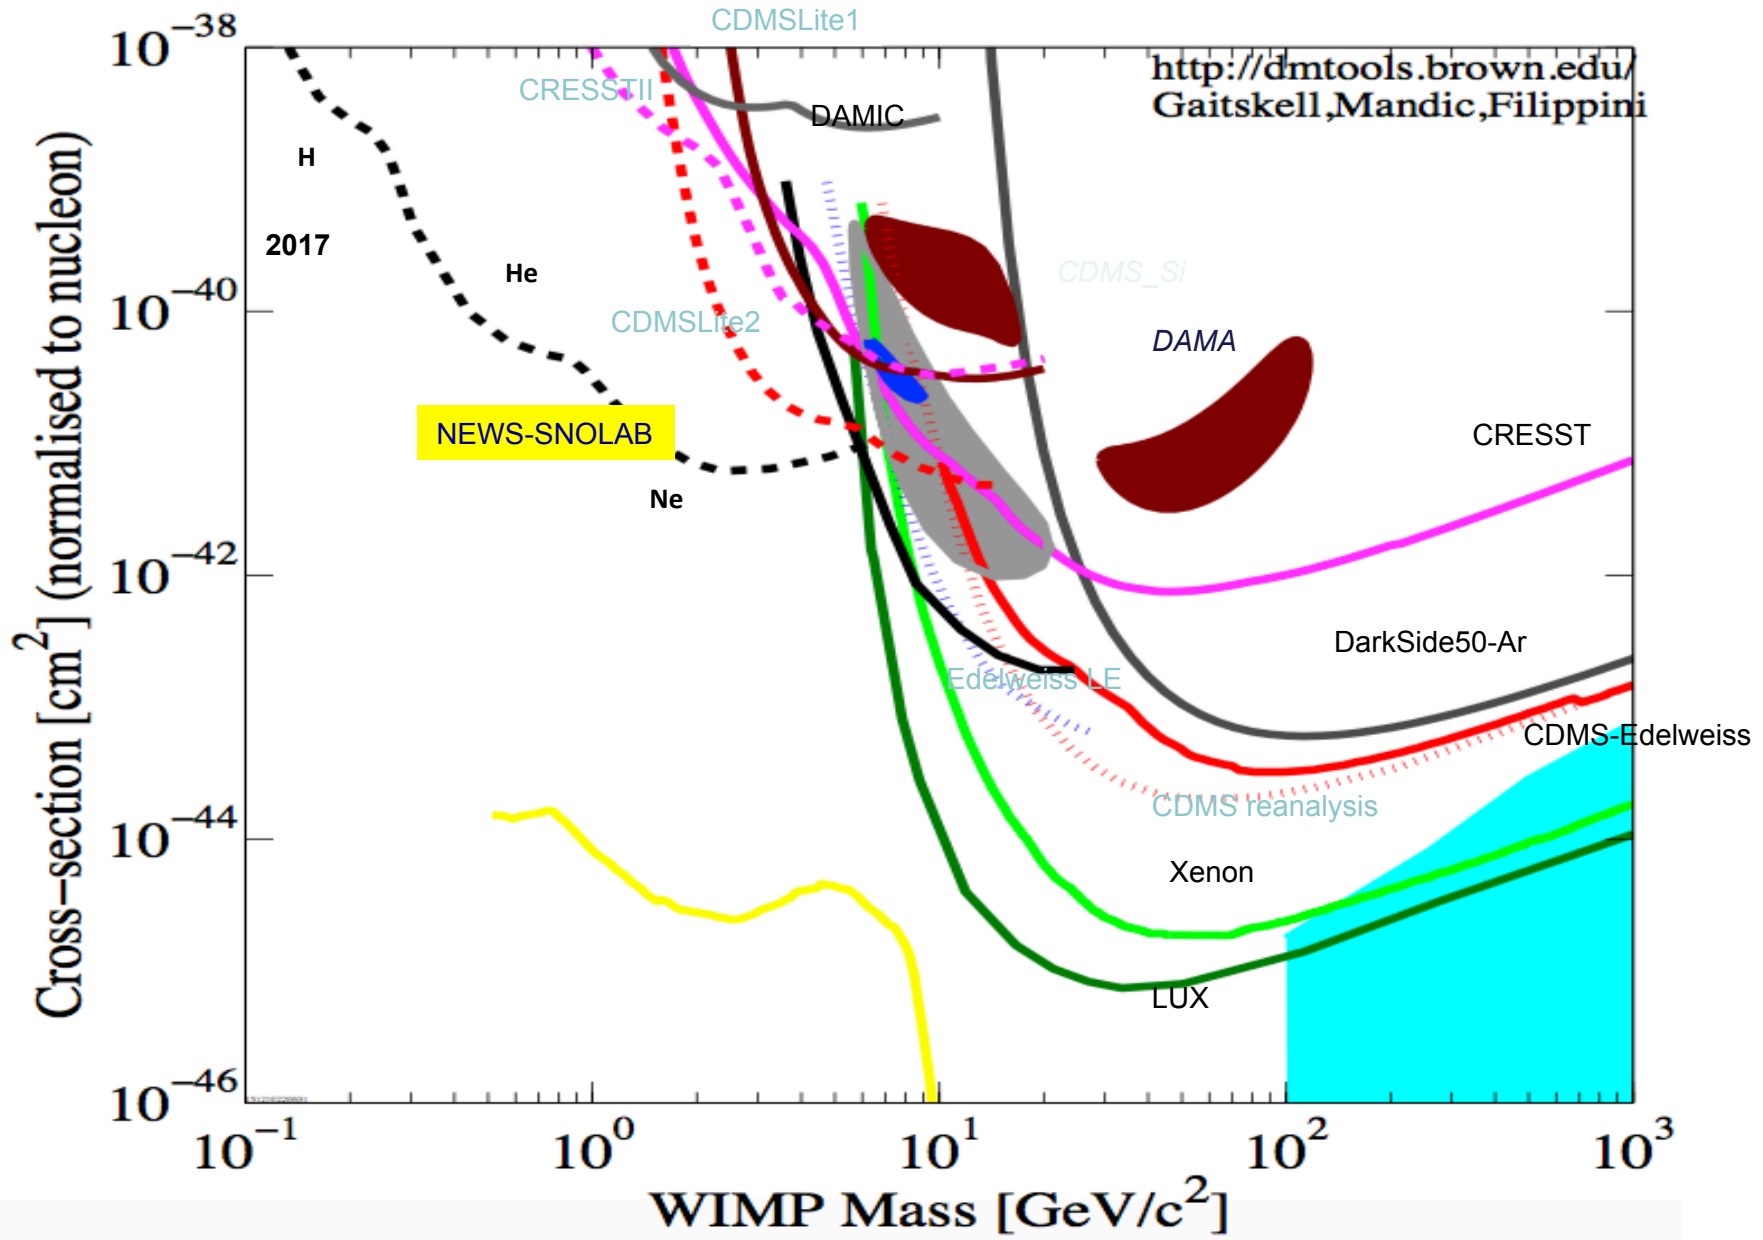 CDMSLite1
10^−38
http://dmtools.brown.edu/
Gaitskell,Mandic,Filippini
CRESSTII
DAMIC
H
2017
He
CDMS_Si
10^−40
CDMSLite2
DAMA
NEWS-SNOLAB
CRESST
Ne
10^−42
DarkSide50-Ar
Edelweiss LE
CDMS-Edelweiss
CDMS reanalysis
10^−44
Xenon
LUX
10^−46
10^−1
10^0
10^1
10^2
10^3
WIMP Mass [GeV/c^2]
Cross−section [cm^2] (normalised to nucleon)